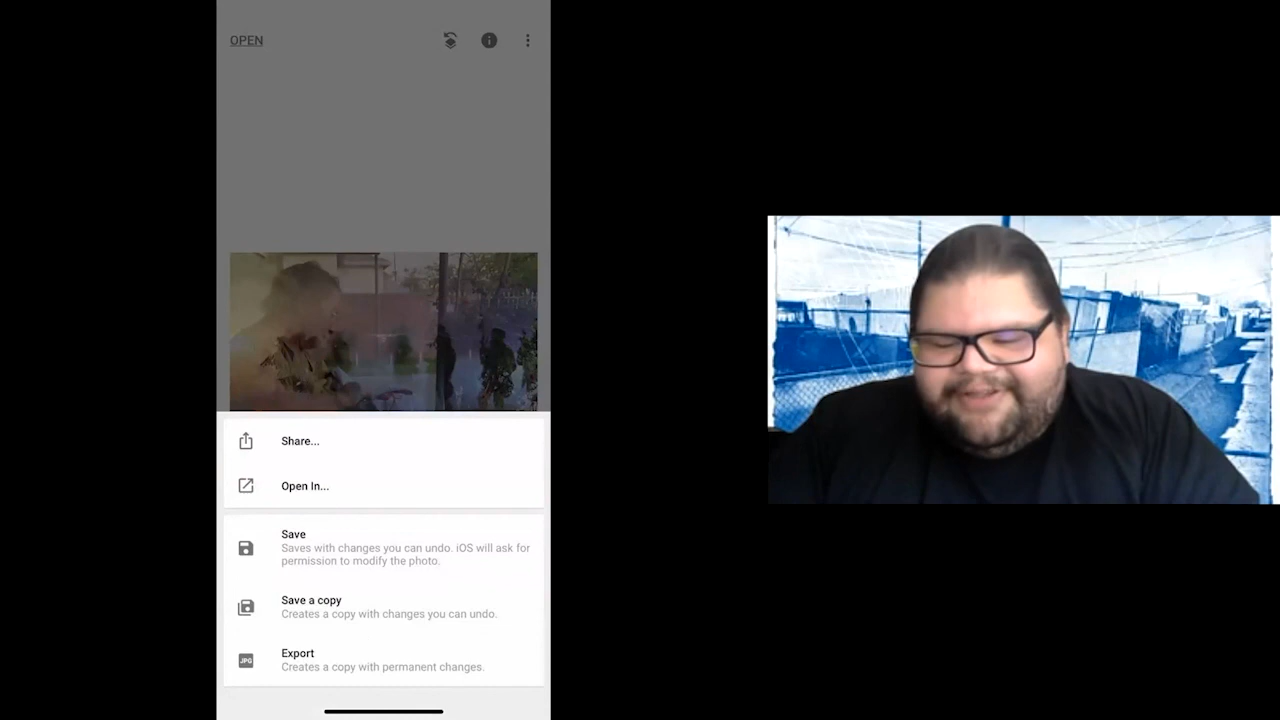 OPEN
Share...
Open In...
Save
Saves with changes you can undo. iOS will ask for
permission to modify the photo.
Save a copy
Creates a copy with changes you can undo.
JPG
Export
Creates a copy with permanent changes.